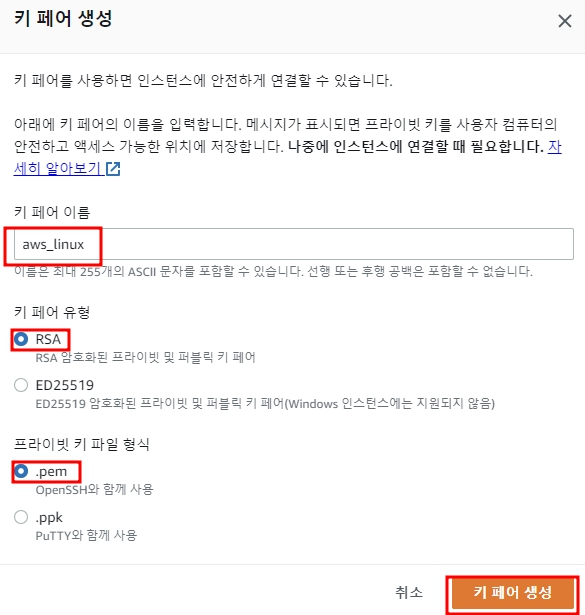 키 페어 생성
키 페어를 사용하면 인스턴스에 안전하게 연결할 수 있습니다.
아래에 키 페어의 이름을 입력합니다. 메시지가 표시되면 프라이빗 키를 사용자 컴퓨터의
안전하고 액세스 가능한 위치에 저장합니다. 나중에 인스턴스에 연결할 때 필요합니다. 자
세히 알아보기
키 페어 이름
aws_linux
이름은 최대 255개의 ASCII 문자를 포함할 수 있습니다. 선행 또는 후행 공백은 포함할 수 없습니다.
키 페어 유형
RSA
RSA 암호화된 프라이빗 및 퍼블릭 키 페어
ED25519
ED25519 암호화된 프라이빗 및 퍼블릭 키 페어(Windows 인스턴스에는 지원되지 않음)
프라이빗 키 파일 형식
.pem
OpenSSH와 함께 사용
.ppk
PuTTY와 함께 사용
취소 키 페어 생성